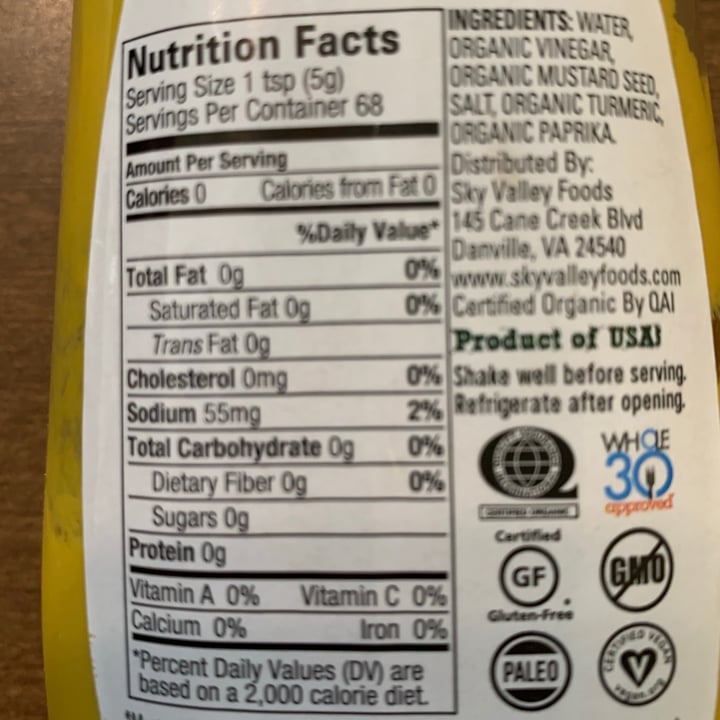 Nutrition Facts
Serving Size 1 tsp (5g)
Servings Per Container 68
Amount Per Serving
Calories 0 Calories from Fat 0
%Daily Value*
Total Fat 0g 0%
Saturated Fat 0g 0%
Trans Fat 0g
Cholesterol 0mg 0%
Sodium 55mg 2%
Total Carbohydrate 0g 0%
Dietary Fiber 0g 0%
Sugars 0g
Protein 0g
Vitamin A 0% Vitamin C 0%
Calcium 0% Iron 0%
*Percent Daily Values (DV) are
based on a 2,000 calorie diet.
INGREDIENTS: WATER,
ORGANIC VINEGAR,
ORGANIC MUSTARD SEED,
SALT, ORGANIC TURMERIC,
ORGANIC PAPRIKA.
Distributed By:
Sky Valley Foods
145 Cane Creek Blvd
Danville, VA 24540
www.skyvalleyfoods.com
Certified Organic By QAI
Product of USA!
Shake well before serving.
Refrigerate after opening.
CERTIFIED ORGANIC
WHOLE
30
approved
Certified
GF
Gluten-Free
GMO
PALEO
CERTIFIED VEGAN
V
vegan.org